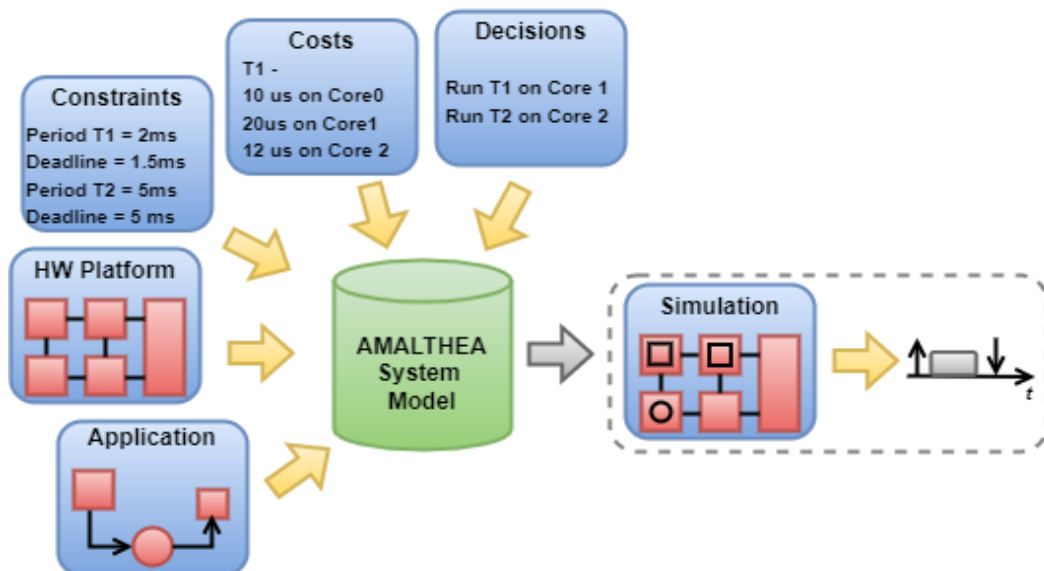 Costs
T1 -
10 us on Core0
20us on Core1
12 us on Core 2
Decisions
Run T1 on Core 1
Run T2 on Core 2
Constraints
Period T1 = 2ms
Deadline = 1.5ms
Period T2 = 5ms
Deadline = 5 ms
HW Platform
AMALTHEA
System
Model
Simulation
t
Application